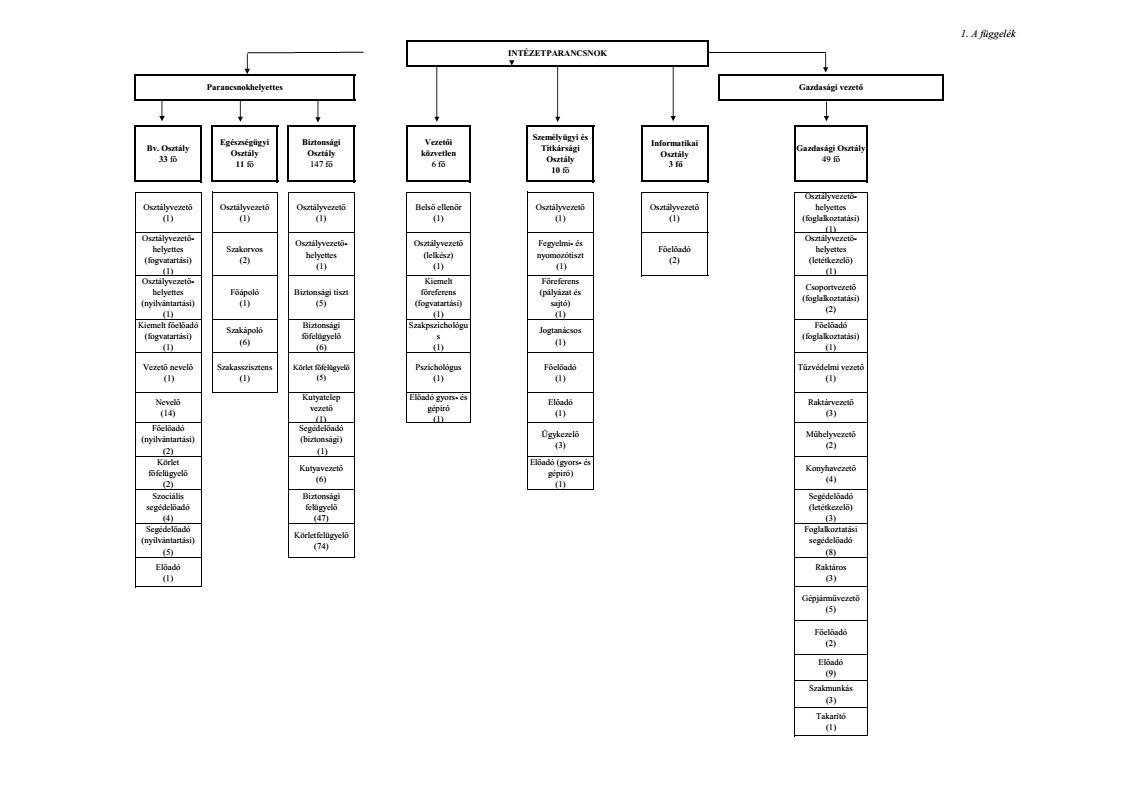 1. A függelék
INTÉZETPARANCSNOK
Parancsnokhelyettes
Gazdasági vezető
Bv. Osztály
33 fő
Egészségügyi
Osztály
11 fő
Biztonsági
Osztály
147 fő
Vezetői
közvetlen
6 fő
Személyügyi és
Titkársági
Osztály
10 fő
Informatikai
Osztály
3 fő
Gazdasági Osztály
49 fő
Osztályvezető
(1)
Osztályvezető-
helyettes
(fogvatartási)
(1)
Osztályvezető-
helyettes
(nyilvántartási)
(1)
Kiemelt főelőadó
(fogvatartási)
(1)
Vezető nevelő
(1)
Nevelő
(14)
Főelőadó
(nyilvántartási)
(2)
Körlet
főfelügyelő
(2)
Szociális
segédelőadó
(4)
Segédelőadó
(nyilvántartási)
(5)
Előadó
(1)
Osztályvezető
(1)
Szakorvos
(2)
Főápoló
(1)
Szakápoló
(6)
Szakasszisztens
(1)
Osztályvezető
(1)
Osztályvezető-
helyettes
(1)
Biztonsági tiszt
(5)
Biztonsági
főfelügyelő
(6)
Körlet főfelügyelő
(5)
Kutyatelep
vezető
(1)
Segédelőadó
(biztonsági)
(1)
Kutyavezető
(6)
Biztonsági
felügyelő
(47)
Körletfelügyelő
(74)
Belső ellenőr
(1)
Osztályvezető
(lelkész)
(1)
Kiemelt
főreferens
(fogvatartási)
(1)
Szakpszichológu
s
(1)
Pszichológus
(1)
Előadó gyors- és
gépíró
(1)
Osztályvezető
(1)
Fegyelmi- és
nyomozótiszt
(1)
Főreferens
(pályázat és
sajtó)
(1)
Jogtanácsos
(1)
Főelőadó
(1)
Előadó
(1)
Ügykezelő
(3)
Előadó (gyors- és
gépiró)
(1)
Osztályvezető
(1)
Főelőadó
(2)
Osztályvezető-
helyettes
(foglalkoztatási)
(1)
Osztályvezető-
helyettes
(letétkezelő)
(1)
Csoportvezető
(foglalkoztatási)
(2)
Főelőadó
(foglalkoztatási)
(1)
Tűzvédelmi vezető
(1)
Raktárvezető
(3)
Műhelyvezető
(2)
Konyhavezető
(4)
Segédelőadó
(letétkezelő)
(3)
Foglalkoztatási
segédelőadó
(8)
Raktáros
(3)
Gépjárművezető
(5)
Főelőadó
(2)
Előadó
(9)
Szakmunkás
(3)
Takarító
(1)